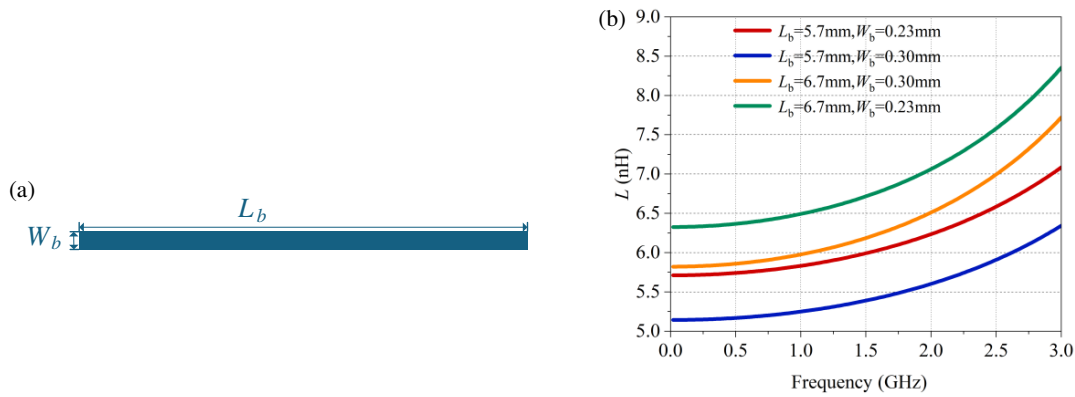 (a)
L_b
W_b
(b)
L_b=5.7mm,W_b=0.23mm
L_b=5.7mm,W_b=0.30mm
L_b=6.7mm,W_b=0.30mm
L_b=6.7mm,W_b=0.23mm
9.0
8.5
8.0
7.5
7.0
6.5
6.0
5.5
5.0
L (nH)
0.0 0.5 1.0 1.5 2.0 2.5 3.0
Frequency (GHz)